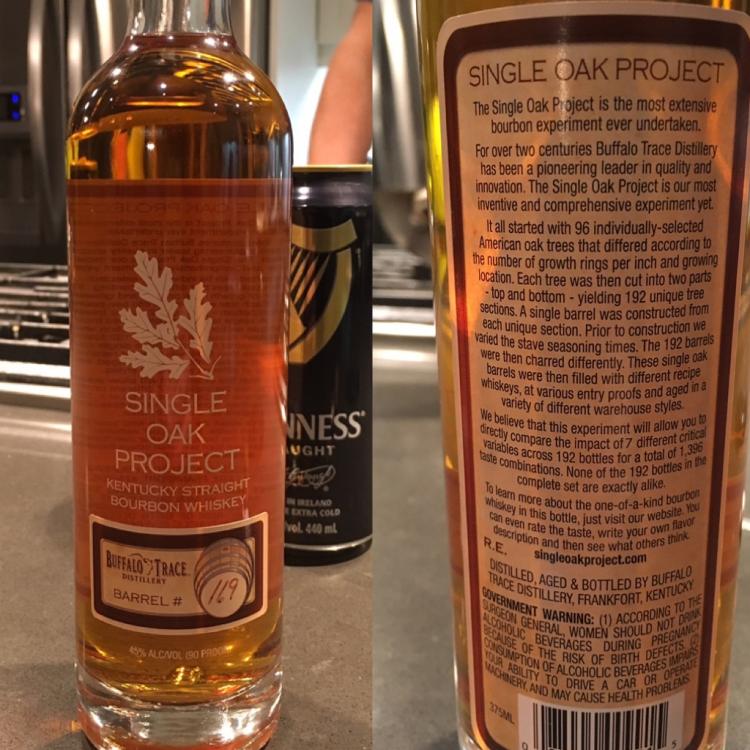 SINGLE
OAK
PROJECT
KENTUCKY STRAIGHT
BOURBON WHISKEY
BUFFALO TRACE
DISTILLERY
BARREL #
169
45% ALC/VOL (90 PROOF)
NNESS
AUGHT
IN IRELAND
EXTRA COLD
vol. 440 mL
SINGLE OAK PROJECT
The Single Oak Project is the most extensive
bourbon experiment ever undertaken.
For over two centuries Buffalo Trace Distillery
has been a pioneering leader in quality and
innovation. The Single Oak Project is our most
inventive and comprehensive experiment yet.
It all started with 96 individually-selected
American oak trees that differed according to
the number of growth rings per inch and growing
location. Each tree was then cut into two parts
- top and bottom - yielding 192 unique tree
sections. A single barrel was constructed from
each unique section. Prior to construction we
varied the stave seasoning times. The 192 barrels
were then charred differently. These single oak
barrels were then filled with different recipe
whiskeys, at various entry proofs and aged in a
variety of different warehouse styles.
We believe that this experiment will allow you to
directly compare the impact of 7 different critical
variables across 192 bottles for a total of 1,396
taste combinations. None of the 192 bottles in the
complete set are exactly alike.
To learn more about the one-of-a-kind bourbon
whiskey in this bottle, just visit our website. You
can even rate the taste, write your own flavor
description and then see what others think.
R.E.
singleoakproject.com
DISTILLED, AGED & BOTTLED BY BUFFALO
TRACE DISTILLERY, FRANKFORT, KENTUCKY
GOVERNMENT WARNING: (1) ACCORDING TO THE
SURGEON GENERAL, WOMEN SHOULD NOT DRINK
ALCOHOLIC BEVERAGES DURING PREGNANCY
BECAUSE OF THE RISK OF BIRTH DEFECTS. (2)
CONSUMPTION OF ALCOHOLIC BEVERAGES IMPAIRS
YOUR ABILITY TO DRIVE A CAR OR OPERATE
MACHINERY, AND MAY CAUSE HEALTH PROBLEMS.
375ML
0
5